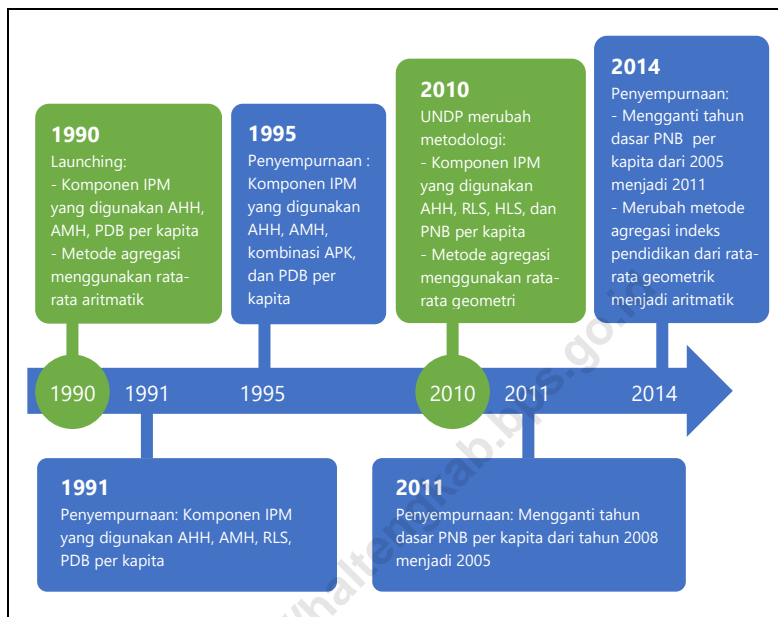 1990
Launching:
- Komponen IPM
yang digunakan AHH,
AMH, PDB per kapita
- Metode agregasi
menggunakan rata-
rata aritmatik
1995
Penyempurnaan :
Komponen IPM
yang digunakan
AHH, AMH,
kombinasi APK,
dan PDB per
kapita
2010
UNDP merubah
metodologi:
- Komponen IPM
yang digunakan
AHH, RLS, HLS, dan
PNB per kapita
- Metode agregasi
menggunakan rata-
rata geometri
2014
Penyempurnaan:
- Mengganti tahun
dasar PNB per
kapita dari 2005
menjadi 2011
- Merubah metode
agregasi indeks
pendidikan dari rata-
rata geometrik
menjadi aritmatik
1990 1991 1995 2010 2011 2014
1991
Penyempurnaan: Komponen IPM
yang digunakan AHH, AMH, RLS,
PDB per kapita
2011
Penyempurnaan: Mengganti tahun
dasar PNB per kapita dari tahun 2008
menjadi 2005
/haltengkab.bps.go.id